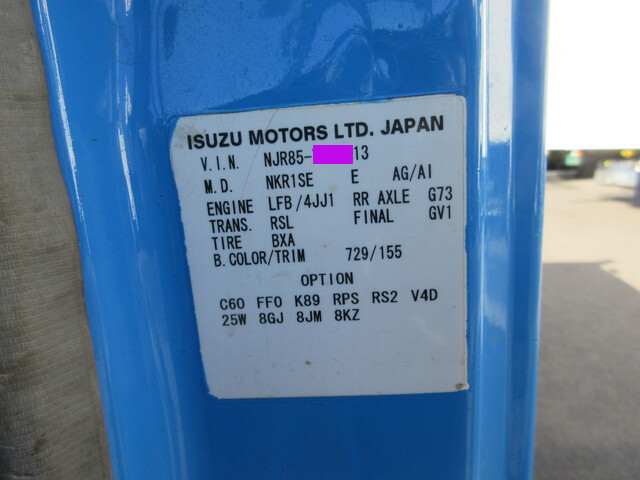 ISUZU MOTORS LTD. JAPAN
V.I.N. NJR85- 13
M.D. NKR1SE E AG/AI
ENGINE LFB/4JJ1 RR AXLE G73
TRANS. RSL FINAL GV1
TIRE BXA
B.COLOR/TRIM 729/155
OPTION
C60 FF0 K89 RPS RS2 V4D
25W 8GJ 8JM 8KZ